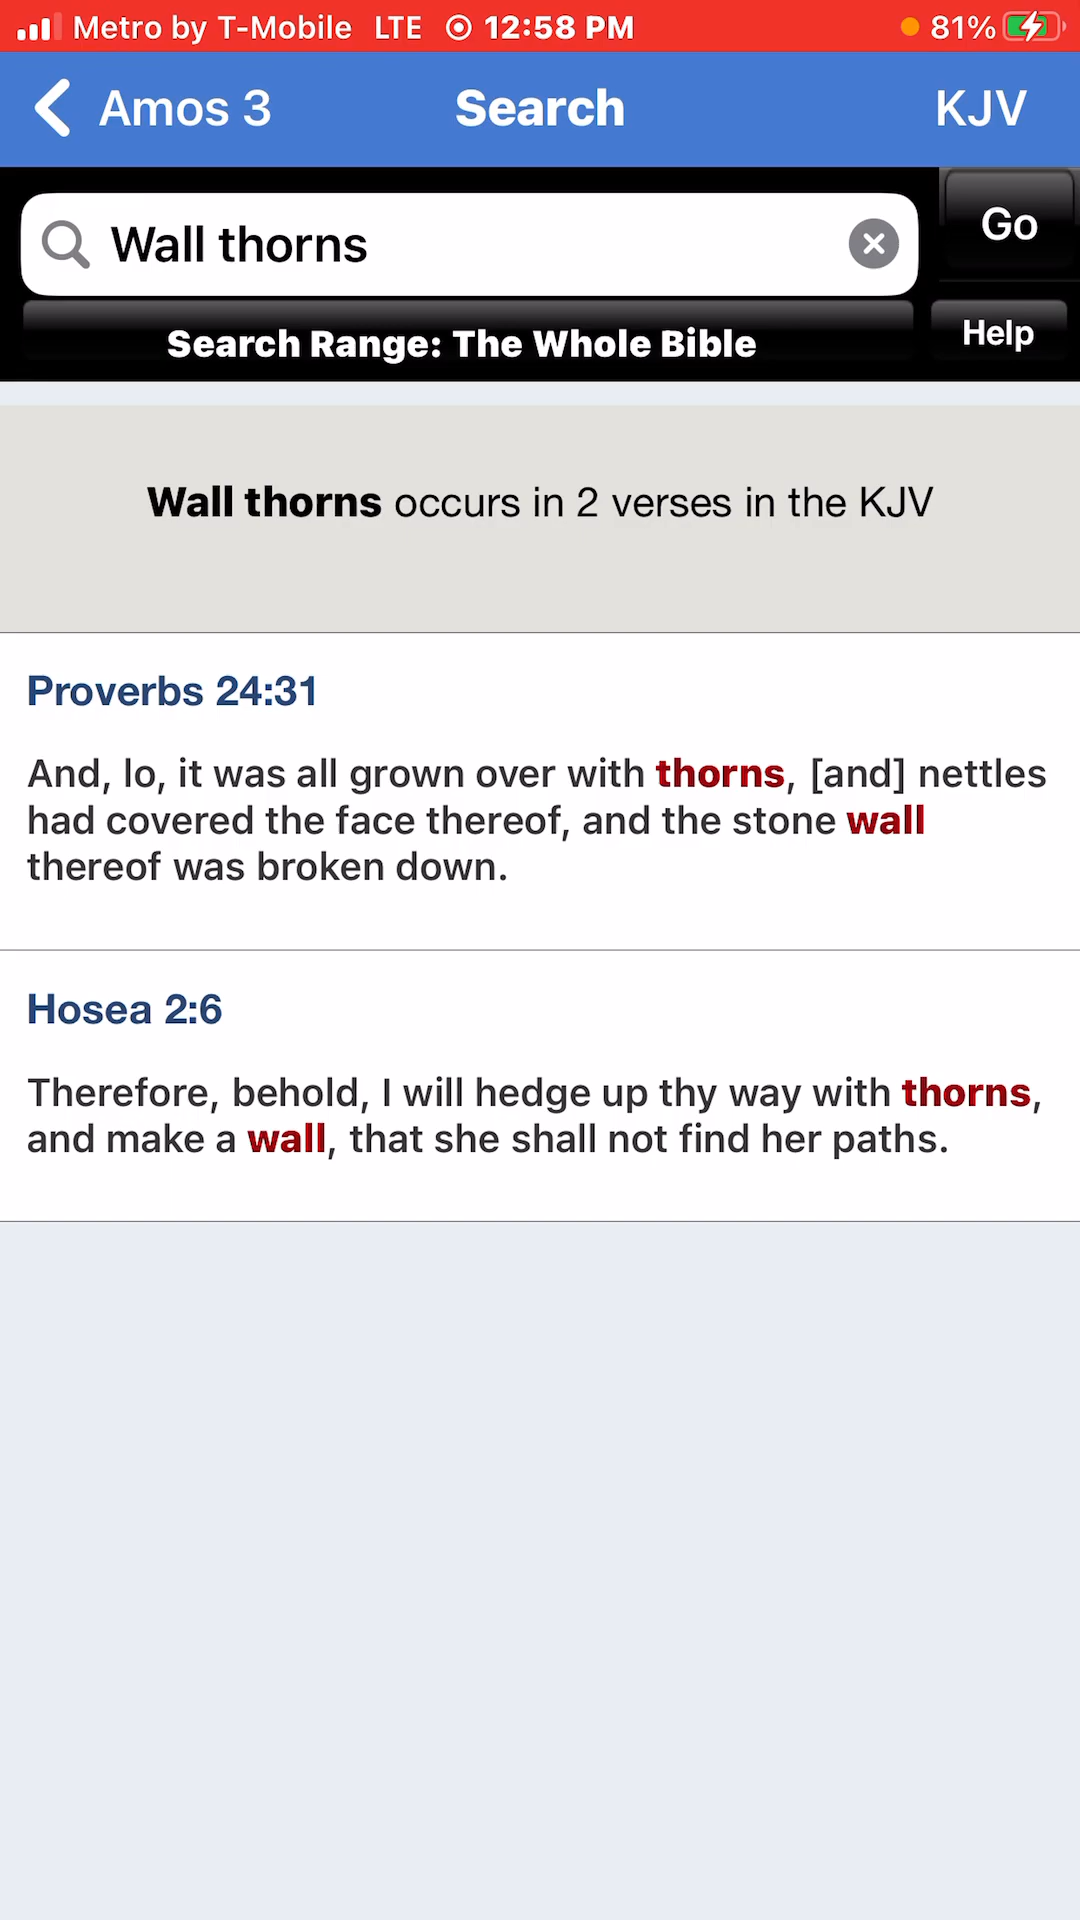 Metro by T-Mobile LTE 12:58 PM 81%
Amos 3 Search KJV
Wall thorns Go
Search Range: The Whole Bible Help
Wall thorns occurs in 2 verses in the KJV
Proverbs 24:31
And, lo, it was all grown over with thorns, [and] nettles
had covered the face thereof, and the stone wall
thereof was broken down.
Hosea 2:6
Therefore, behold, I will hedge up thy way with thorns,
and make a wall, that she shall not find her paths.